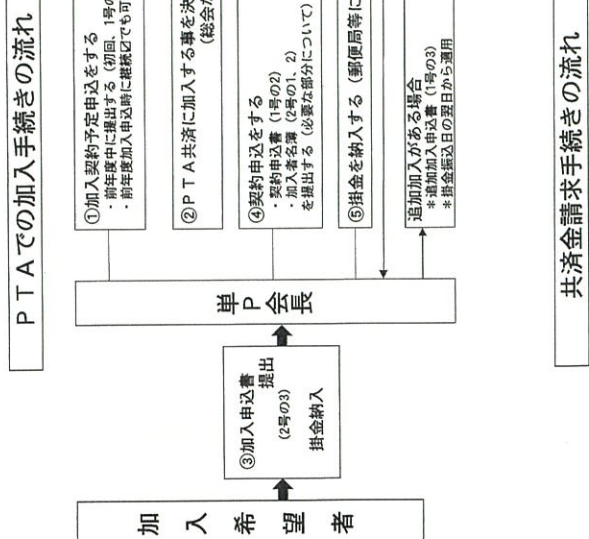 PTAでの加入手続きの流れ
加入希望者
③加入申込書
提出
(2号の3)
掛金納入
単P会長
①加入契約予定申込をする
・前年度中に提出する（初回、1号の
・前年度加入申込時に継続☑でも可
②PTA共済に加入する事を決
（総会
④契約申込をする
・契約申込書（1号の2）
・加入者名簿（2号の1、2）
を提出する（必要な部分について）
⑤掛金を納入する（郵便局等に
追加加入がある場合
＊追加加入申込書（1号の3）
＊掛金振込日の翌日から適用
共済金請求手続きの流れ